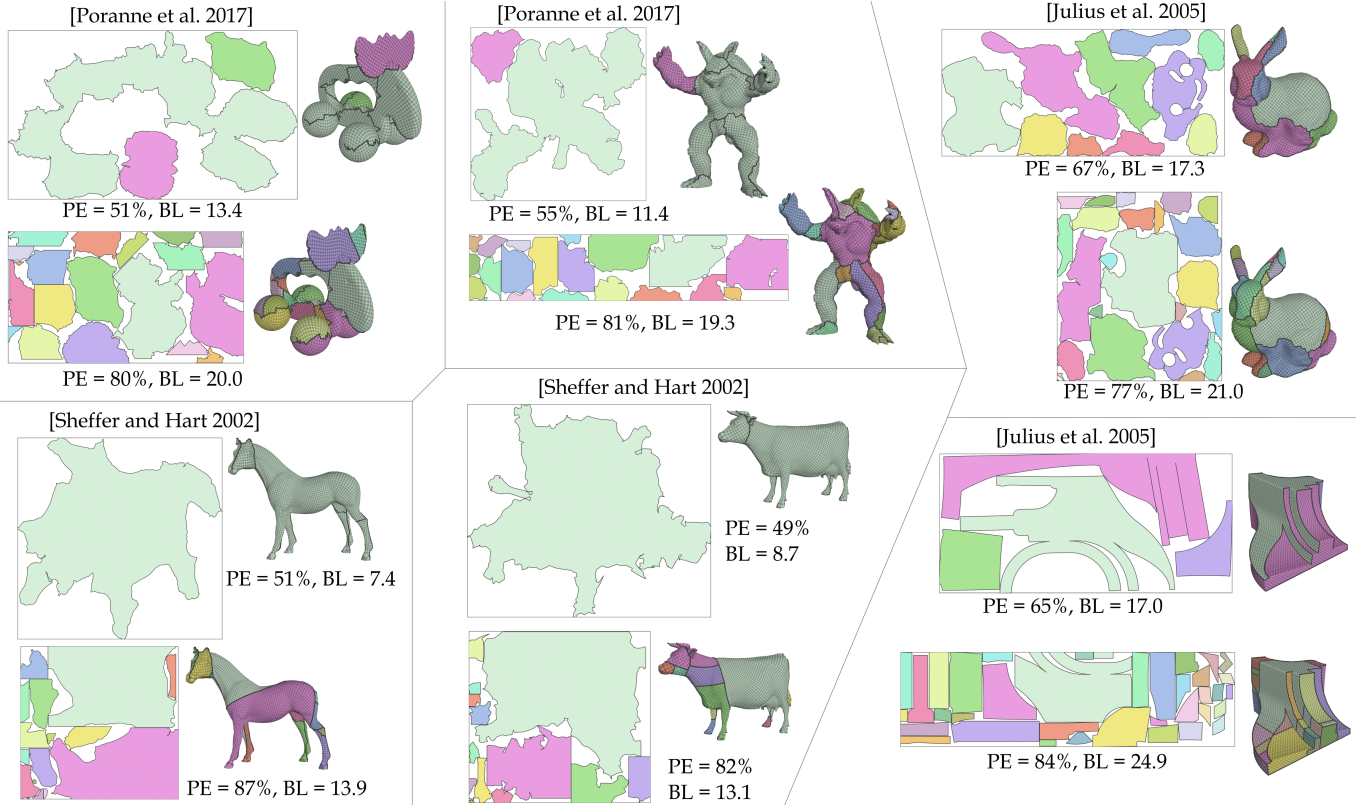 [Poranne et al. 2017]
PE = 51%, BL = 13.4
PE = 80%, BL = 20.0
[Poranne et al. 2017]
PE = 55%, BL = 11.4
PE = 81%, BL = 19.3
[Julius et al. 2005]
PE = 67%, BL = 17.3
PE = 77%, BL = 21.0
[Sheffer and Hart 2002]
PE = 51%, BL = 7.4
PE = 87%, BL = 13.9
[Sheffer and Hart 2002]
PE = 49%
BL = 8.7
PE = 82%
BL = 13.1
[Julius et al. 2005]
PE = 65%, BL = 17.0
PE = 84%, BL = 24.9